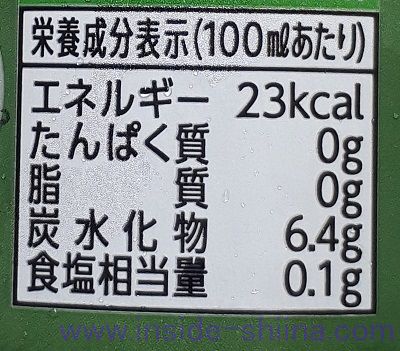 栄養成分表示(100㎖あたり)
エネルギー 23kcal
たんぱく質 0g
脂質 0g
炭水化物 6.4g
食塩相当量 0.1g
www.inside-shiina.com